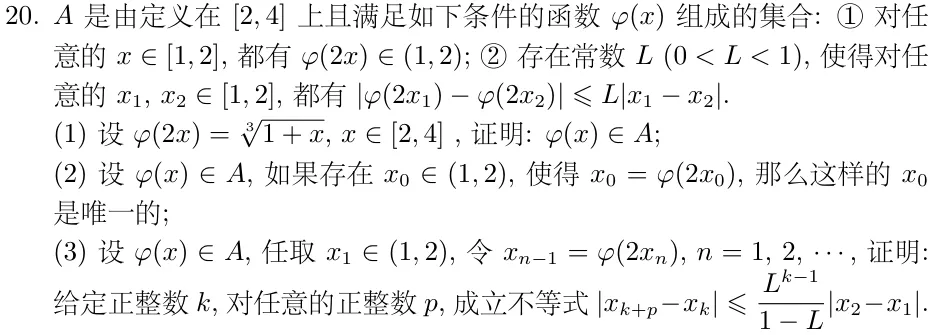 20. A 是由定义在 [2,4] 上且满足如下条件的函数 φ(x) 组成的集合: ① 对任
意的 x ∈ [1,2], 都有 φ(2x) ∈ (1,2); ② 存在常数 L (0 < L < 1), 使得对任
意的 x₁, x₂ ∈ [1,2], 都有 |φ(2x₁) − φ(2x₂)| ⩽ L|x₁ − x₂|.
(1) 设 φ(2x) = ∛(1+x), x ∈ [2,4] , 证明: φ(x) ∈ A;
(2) 设 φ(x) ∈ A, 如果存在 x₀ ∈ (1,2), 使得 x₀ = φ(2x₀), 那么这样的 x₀
是唯一的;
(3) 设 φ(x) ∈ A, 任取 x₁ ∈ (1,2), 令 xₙ₋₁ = φ(2xₙ), n = 1, 2, ⋯, 证明:
给定正整数 k, 对任意的正整数 p, 成立不等式 |x_{k+p} − x_k| ⩽ \frac{L^{k−1}}{1−L}|x₂ − x₁|.